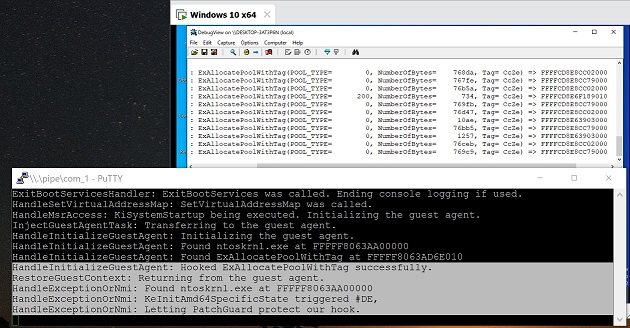 Windows 10 x64
DebugView on \\DESKTOP-3AT3P6N (local)
File Edit Capture Options Computer Help
: ExAllocatePoolWithTag(POOL_TYPE= 0, NumberOfBytes= 768da, Tag= CcZe) => FFFFCD8E8CC02000
: ExAllocatePoolWithTag(POOL_TYPE= 0, NumberOfBytes= 767fe, Tag= CcZe) => FFFFCD8E8CC79000
: ExAllocatePoolWithTag(POOL_TYPE= 0, NumberOfBytes= 76b5a, Tag= CcZe) => FFFFCD8E8CC02000
: ExAllocatePoolWithTag(POOL_TYPE= 200, NumberOfBytes= 734, Tag= CcZe) => FFFFCD8E6F189010
: ExAllocatePoolWithTag(POOL_TYPE= 0, NumberOfBytes= 769fb, Tag= CcZe) => FFFFCD8E8CC79000
: ExAllocatePoolWithTag(POOL_TYPE= 0, NumberOfBytes= 76d47, Tag= CcZe) => FFFFCD8E8CC02000
: ExAllocatePoolWithTag(POOL_TYPE= 0, NumberOfBytes= 10ae, Tag= CcZe) => FFFFCD8E63903000
: ExAllocatePoolWithTag(POOL_TYPE= 0, NumberOfBytes= 76bb5, Tag= CcZe) => FFFFCD8E8CC79000
: ExAllocatePoolWithTag(POOL_TYPE= 0, NumberOfBytes= 1257, Tag= CcZe) => FFFFCD8E63903000
: ExAllocatePoolWithTag(POOL_TYPE= 0, NumberOfBytes= 76eeb, Tag= CcZe) => FFFFCD8E8CC02000
: ExAllocatePoolWithTag(POOL_TYPE= 0, NumberOfBytes= 769c9, Tag= CcZe) => FFFFCD8E8CC79000
\\.\pipe\com_1 - PuTTY
ExitBootServicesHandler: ExitBootServices was called. Ending console logging if used.
HandleSetVirtualAddressMap: SetVirtualAddressMap was called.
HandleMsrAccess: KiSystemStartup being executed. Initializing the guest agent.
InjectGuestAgentTask: Transferring to the guest agent.
HandleInitializeGuestAgent: Initializing the guest agent.
HandleInitializeGuestAgent: Found ntoskrnl.exe at FFFFF8063AA00000
HandleInitializeGuestAgent: Found ExAllocatePoolWithTag at FFFFF8063AD6E010
HandleInitializeGuestAgent: Hooked ExAllocatePoolWithTag successfully.
RestoreGuestContext: Returning from the guest agent.
HandleExceptionOrNmi: Found ntoskrnl.exe at FFFFF8063AA00000
HandleExceptionOrNmi: KeInitAmd64SpecificState triggered #DE,
HandleExceptionOrNmi: Letting PatchGuard protect our hook.